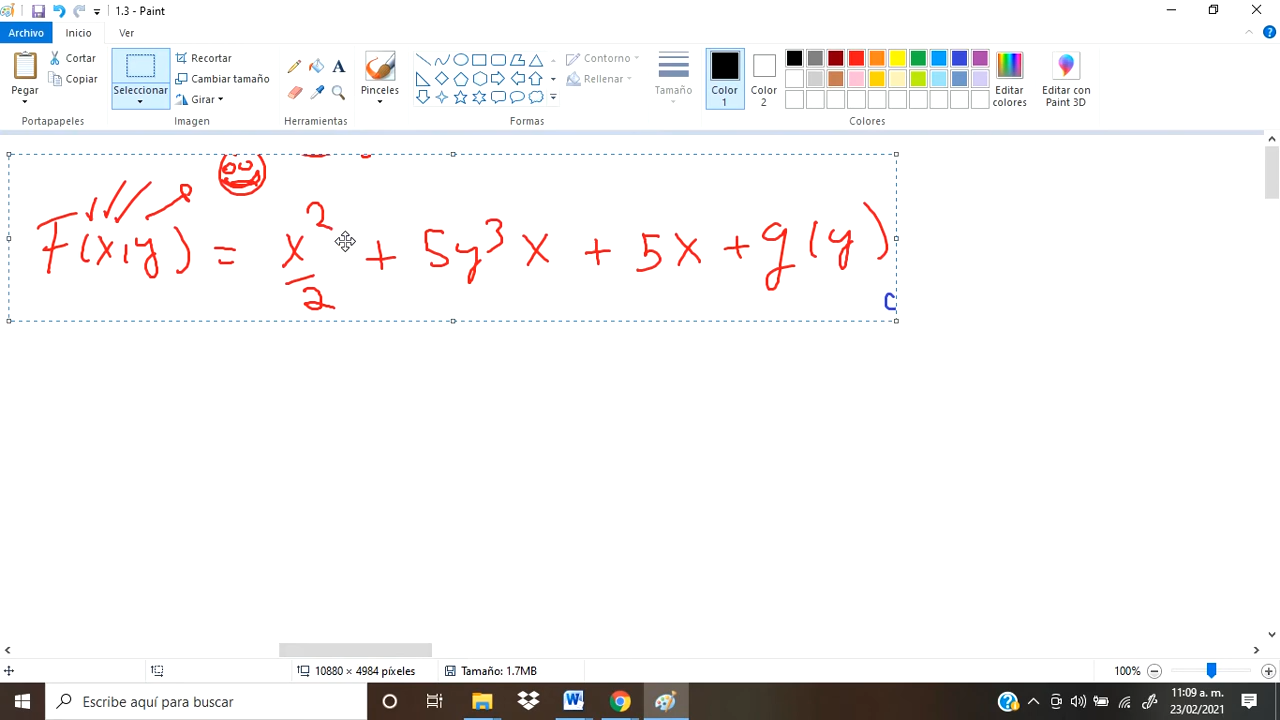 1.3 - Paint
Archivo Inicio Ver
Pegar
Cortar
Copiar
Portapapeles
Seleccionar
Recortar
Cambiar tamaño
Girar
Imagen
A
Herramientas
Pinceles
Contorno
Rellenar
Formas
Tamaño
Color 1
Color 2
Editar colores
Editar con Paint 3D
Colores
F(x,y) = x²/2 + 5y³x + 5x + g(y)
10880 × 4984 píxeles
Tamaño: 1.7MB
100%
Escribe aquí para buscar
11:09 a. m.
23/02/2021